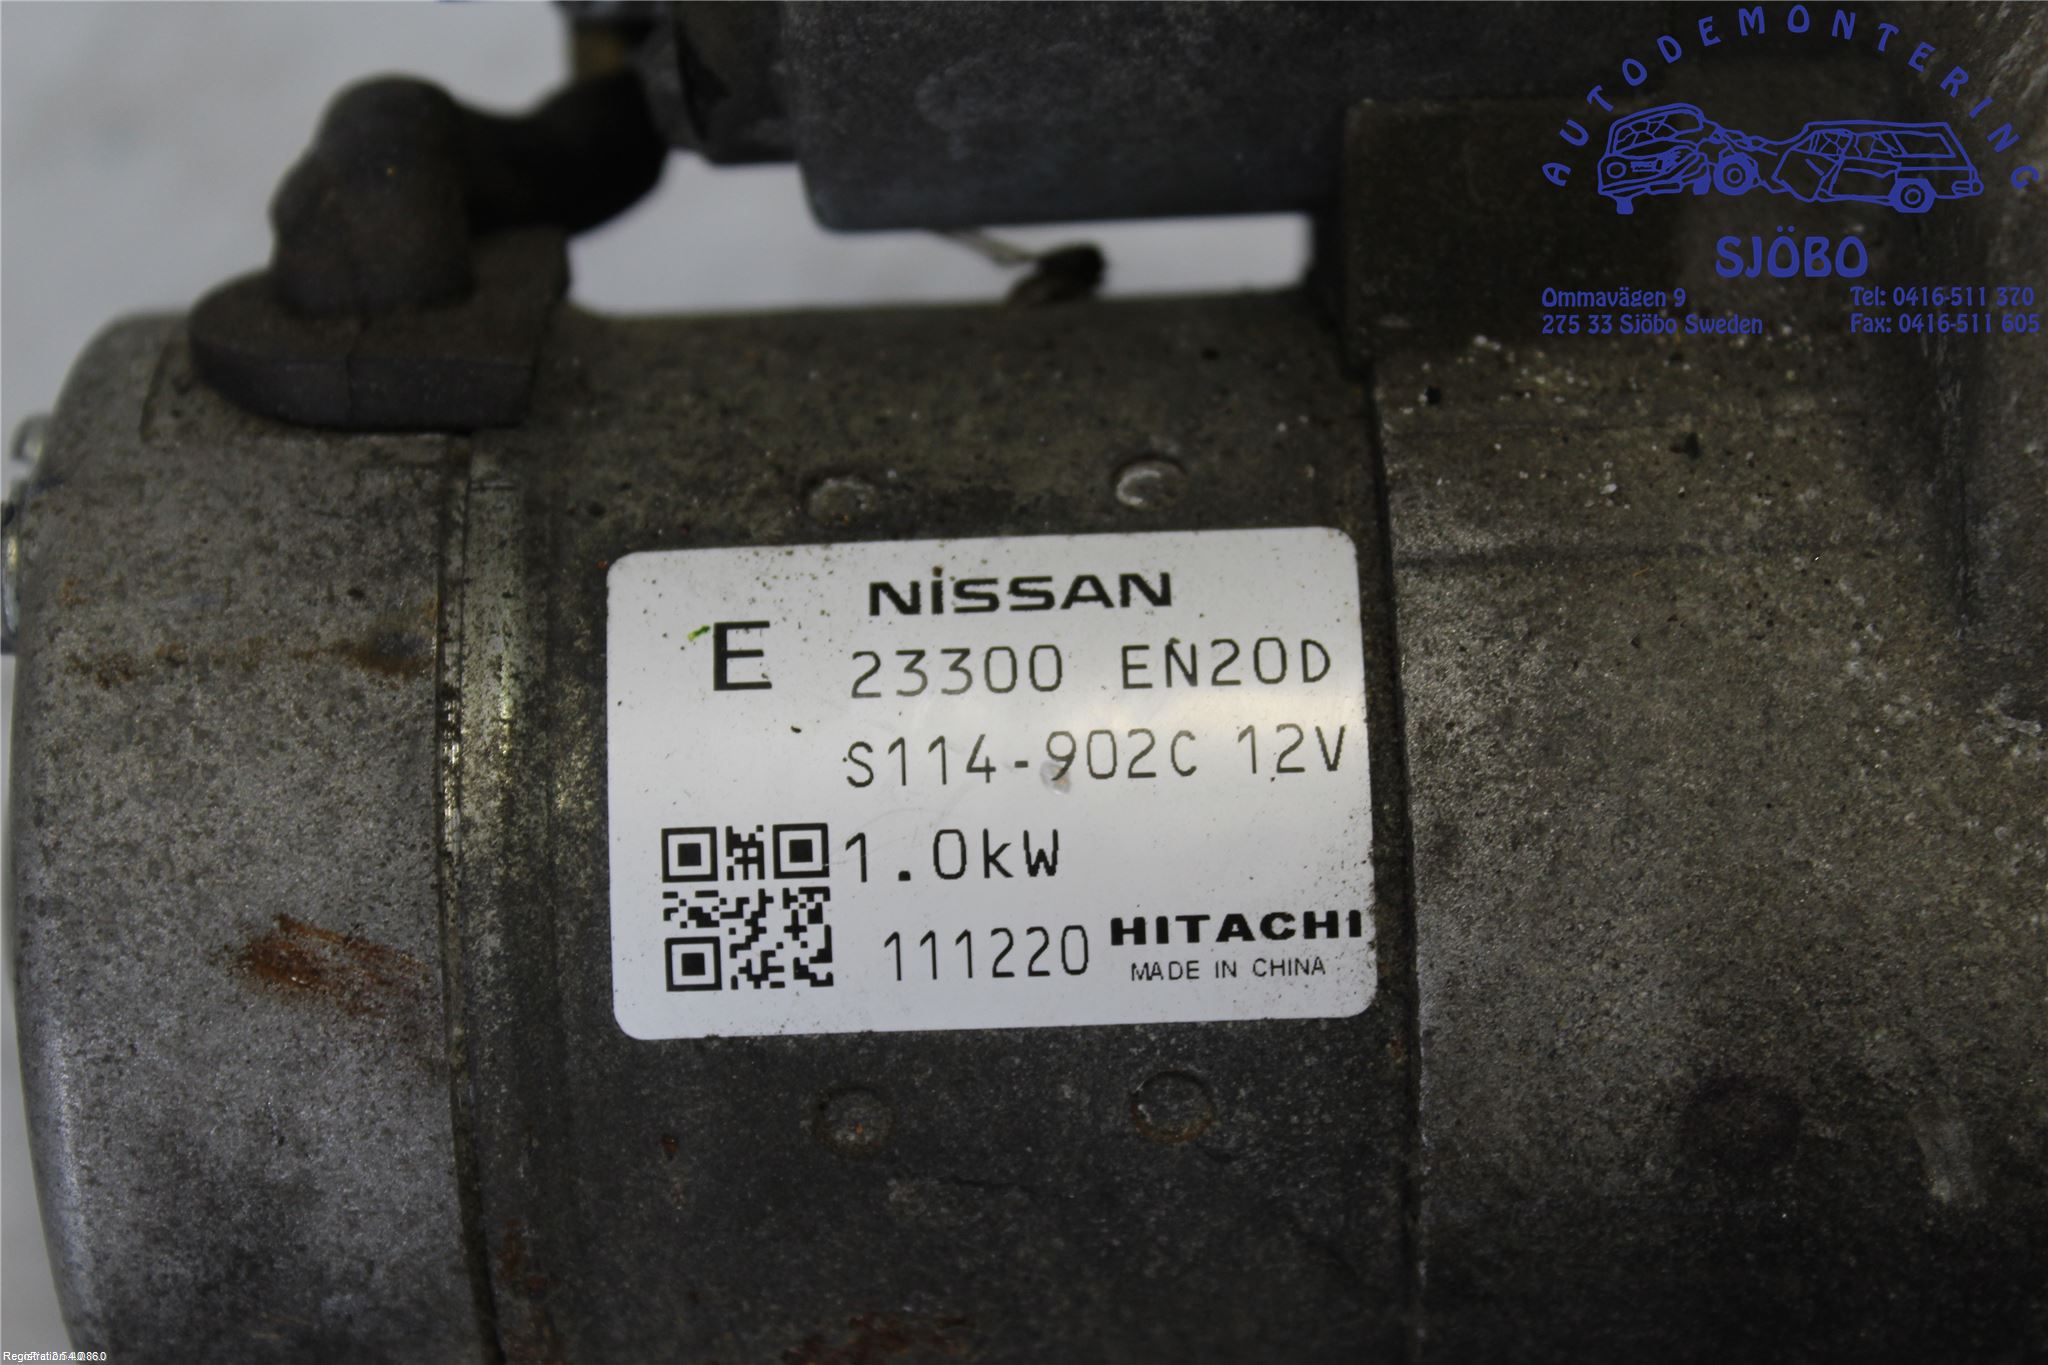 AUTODEMONTERING
SJÖBO
Ommavägen 9 Tel: 0416-511 370
275 33 Sjöbo Sweden Fax: 0416-511 605
NISSAN
E 23300 EN20D
S114-902C 12V
1.0kW
111220 HITACHI
MADE IN CHINA